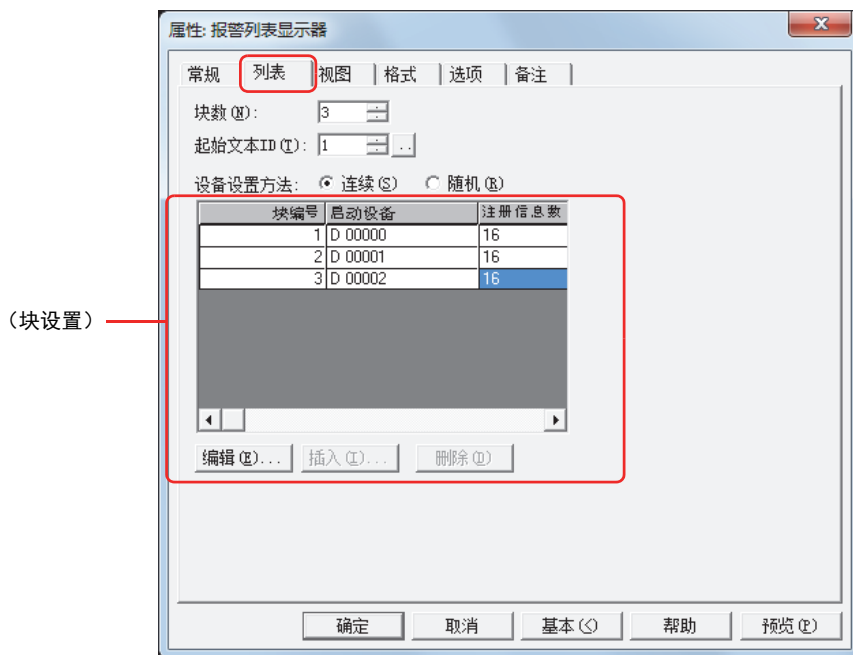 属性: 报警列表显示器
常规 列表 视图 格式 选项 备注
块数(N): 3
起始文本ID(T): 1 ..
设备设置方法: 连续(S) 随机(R)
块编号 启动设备 注册信息数
1 D 00000 16
2 D 00001 16
3 D 00002 16
（块设置）
编辑(E)... 插入(I)... 删除(D)
确定 取消 基本(<) 帮助 预览(P)